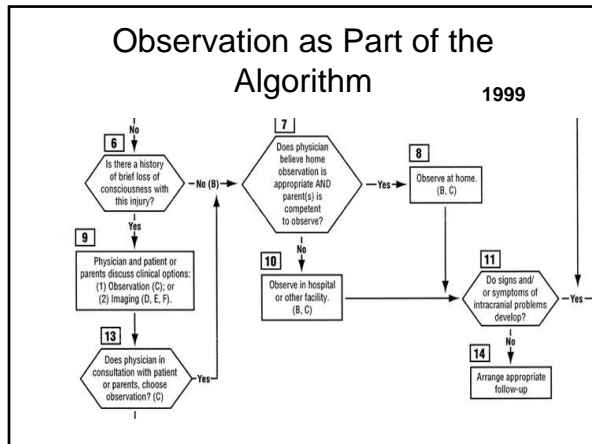 Observation as Part of the
Algorithm
1999
No
6
Is there a history
of brief loss of
consciousness with
this injury?
No (B)
7
Does physician
believe home
observation is
appropriate AND
parent(s) is
competent
to observe?
Yes
8
Observe at home.
(B, C)
Yes
No
9
Physician and patient or
parents discuss clinical options:
(1) Observation (C); or
(2) Imaging (D, E, F).
10
Observe in hospital
or other facility.
(B, C)
11
Do signs and/
or symptoms of
intracranial problems
develop?
Yes
13
Does physician in
consultation with patient
or parents, choose
observation? (C)
Yes
No
14
Arrange appropriate
follow-up